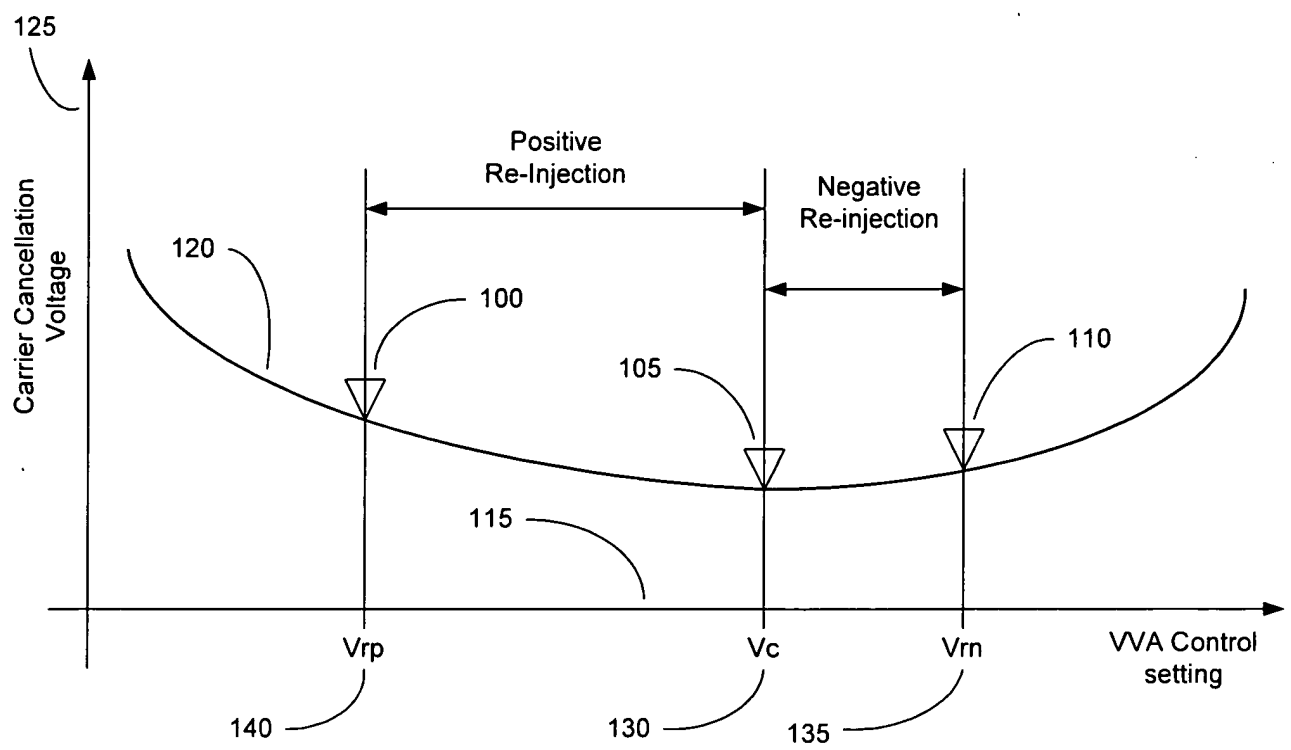 125
Positive
Re-Injection
Negative
Re-injection
Carrier Cancellation
Voltage
120
100
105
110
115
Vrp
Vc
Vrn
VVA Control
setting
140
130
135